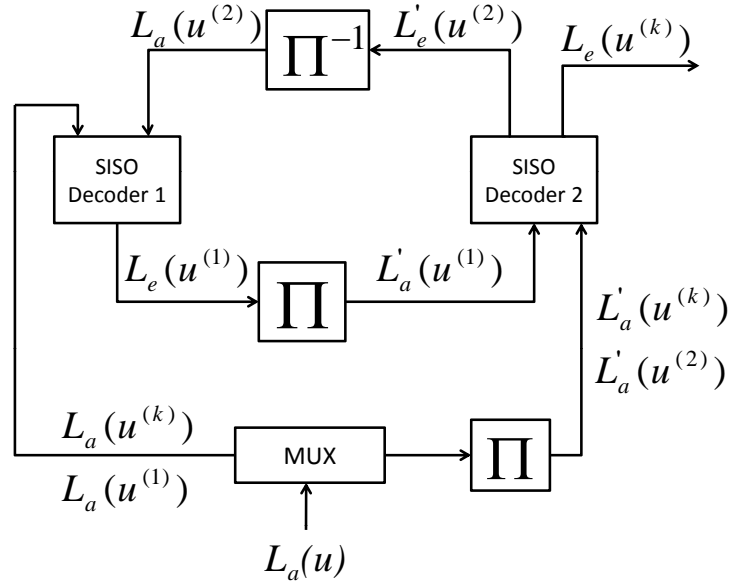 L_a(u^(2))
∏^−1
L'_e(u^(2))
L_e(u^(k))
SISO
Decoder 1
SISO
Decoder 2
L_e(u^(1))
∏
L'_a(u^(1))
L'_a(u^(k))
L'_a(u^(2))
L_a(u^(k))
MUX
∏
L_a(u^(1))
L_a(u)